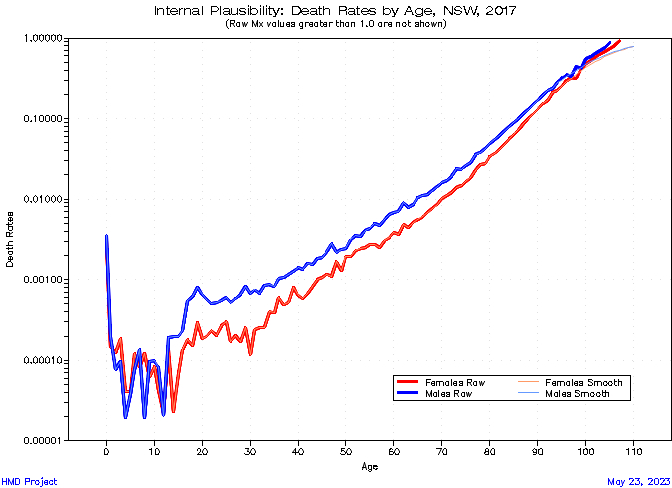 Internal Plausibility: Death Rates by Age, NSW, 2017
(Raw Mx values greater than 1.0 are not shown)
1.00000
0.10000
0.01000
0.00100
0.00010
0.00001
Death Rates
0 10 20 30 40 50 60 70 80 90 100 110
Age
Females Raw Females Smooth
Males Raw Males Smooth
HMD Project May 23, 2023